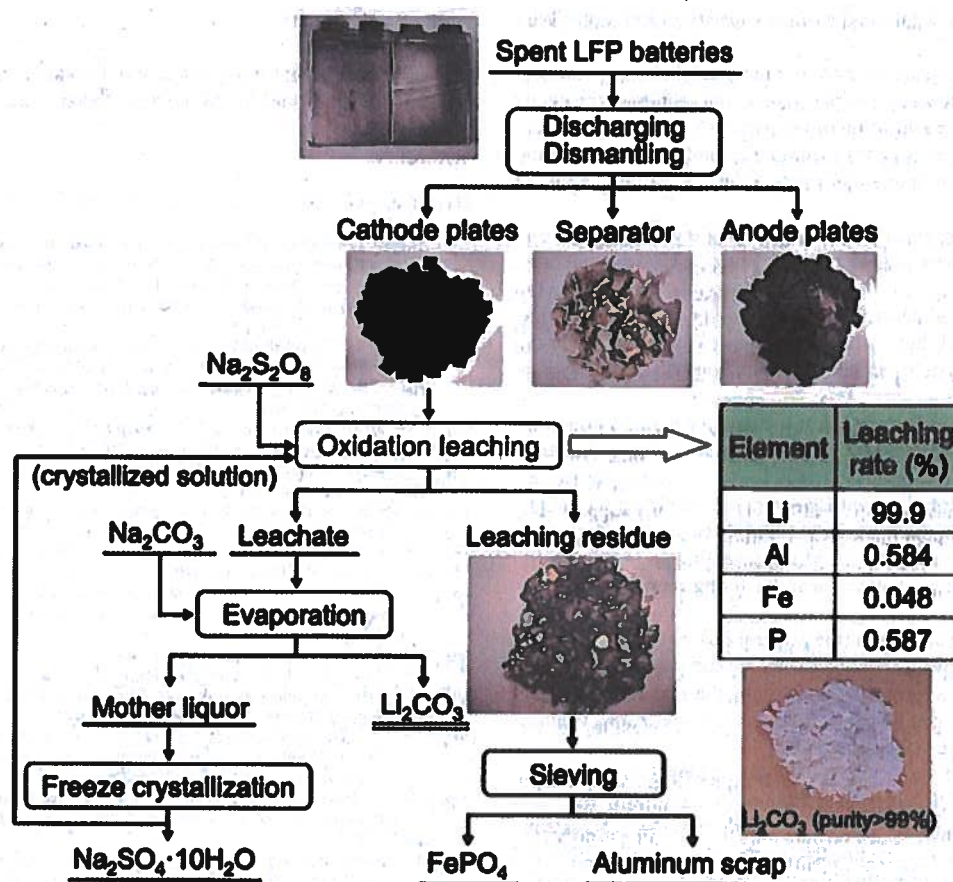 Spent LFP batteries
Discharging
Dismantling
Cathode plates
Separator
Anode plates
Na₂S₂O₈
Oxidation leaching
(crystallized solution)
Element
Leaching
rate (%)
Li
99.9
Al
0.584
Fe
0.048
P
0.587
Na₂CO₃
Leachate
Leaching residue
Evaporation
Mother liquor
Li₂CO₃
Freeze crystallization
Sieving
Li₂CO₃ (purity>99%)
Na₂SO₄·10H₂O
FePO₄
Aluminum scrap